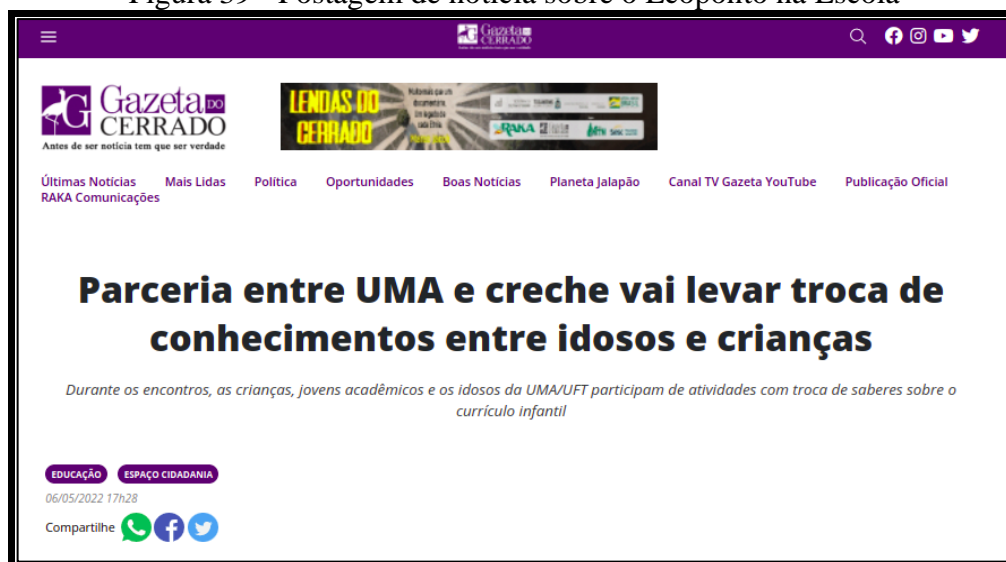 Figura 39 - Postagem de notícia sobre o Ecoponto na Escola
Gazeta DO
CERRADO
Gazeta DO
CERRADO
Antes de ser notícia tem que ser verdade
LENDAS DO
CERRADO
RAKA
Últimas Notícias Mais Lidas Política Oportunidades Boas Notícias Planeta Jalapão Canal TV Gazeta YouTube Publicação Oficial
RAKA Comunicações
Parceria entre UMA e creche vai levar troca de
conhecimentos entre idosos e crianças
Durante os encontros, as crianças, jovens acadêmicos e os idosos da UMA/UFT participam de atividades com troca de saberes sobre o
currículo infantil
EDUCAÇÃO ESPAÇO CIDADANIA
06/05/2022 17h28
Compartilhe